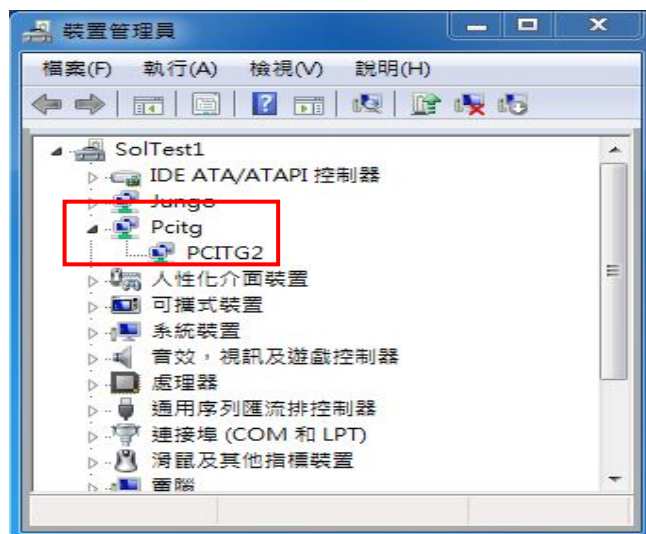 裝置管理員
檔案(F) 執行(A) 檢視(V) 說明(H)
SolTest1
IDE ATA/ATAPI 控制器
Jungo
Pcitg
PCITG2
人性化介面裝置
可攜式裝置
系統裝置
音效，視訊及遊戲控制器
處理器
通用序列匯流排控制器
連接埠 (COM 和 LPT)
滑鼠及其他指標裝置
電腦